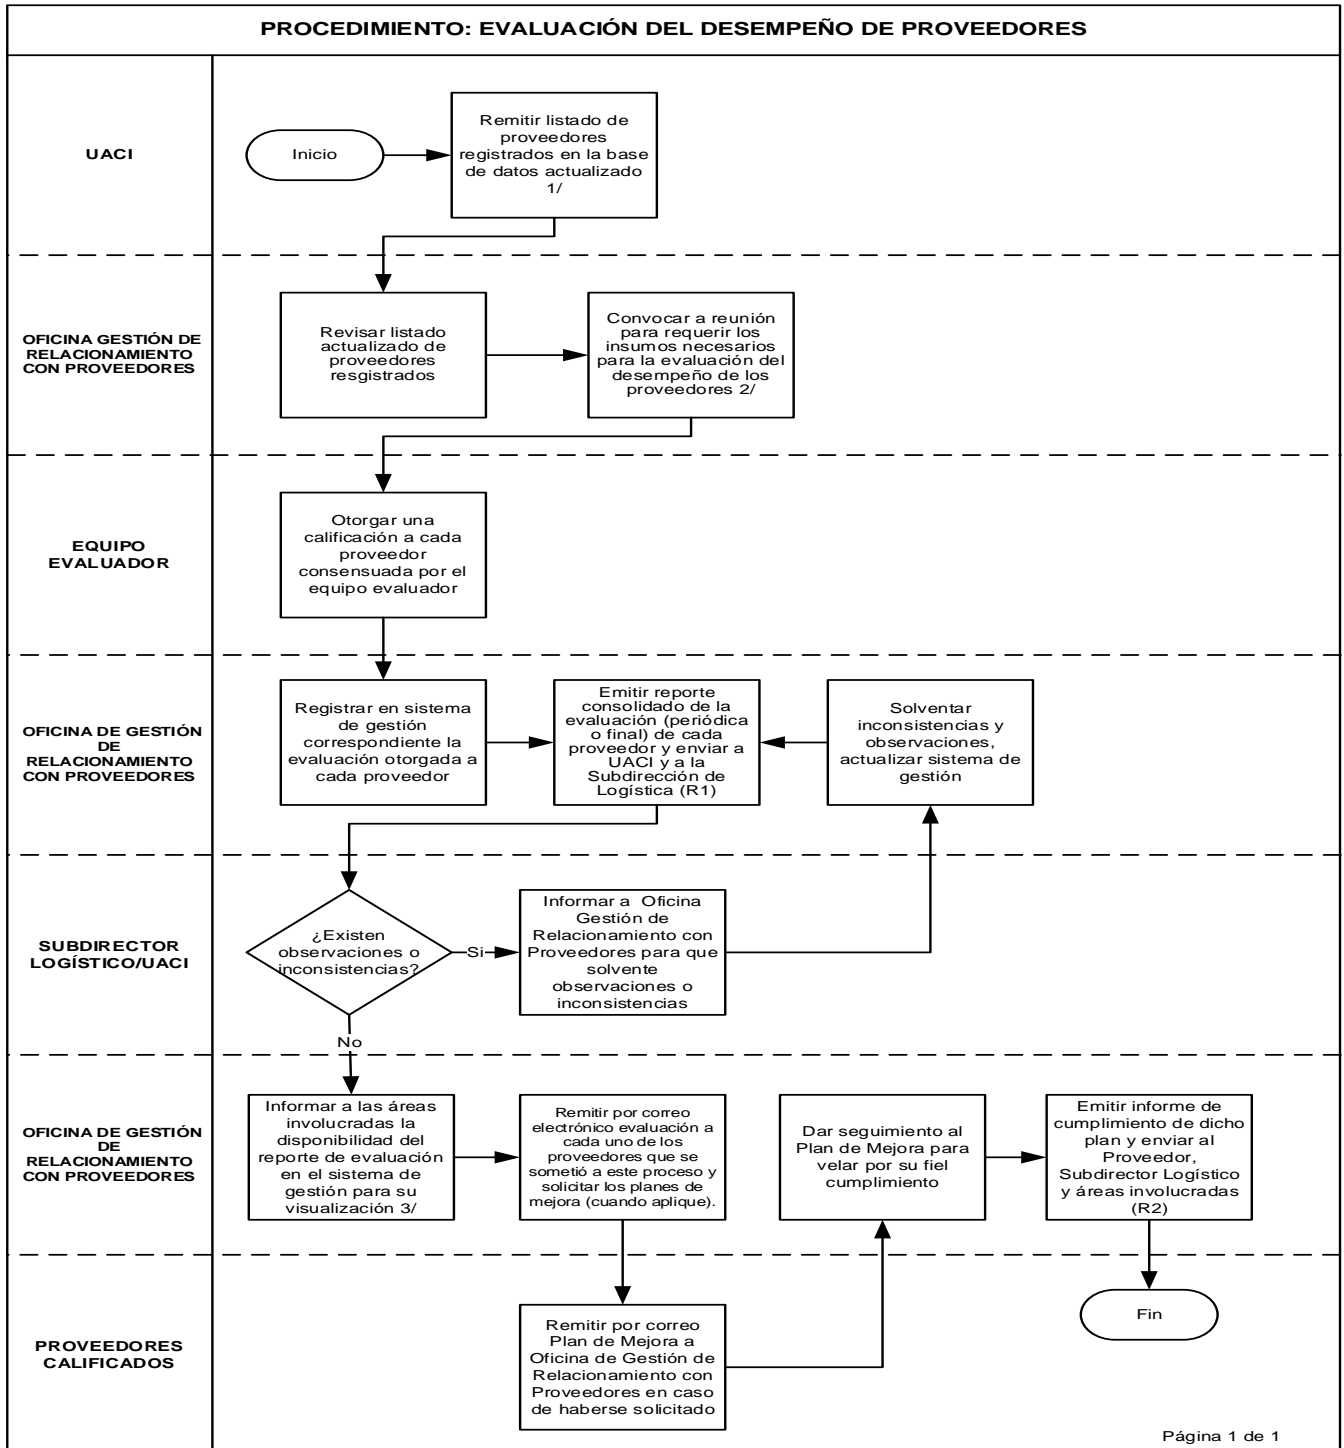 PROCEDIMIENTO: EVALUACIÓN DEL DESEMPEÑO DE PROVEEDORES
UACI
Inicio
Remitir listado de
proveedores
registrados en la base
de datos actualizado
1/
OFICINA GESTIÓN DE
RELACIONAMIENTO
CON PROVEEDORES
Revisar listado
actualizado de
proveedores
resgistrados
Convocar a reunión
para requerir los
insumos necesarios
para la evaluación del
desempeño de los
proveedores 2/
EQUIPO
EVALUADOR
Otorgar una
calificación a cada
proveedor
consensuada por el
equipo evaluador
OFICINA DE GESTIÓN
DE
RELACIONAMIENTO
CON PROVEEDORES
Registrar en sistema
de gestión
correspondiente la
evaluación otorgada a
cada proveedor
Emitir reporte
consolidado de la
evaluación (periódica
o final) de cada
proveedor y enviar a
UACI y a la
Subdirección de
Logística (R1)
Solventar
inconsistencias y
observaciones,
actualizar sistema de
gestión
SUBDIRECTOR
LOGÍSTICO/UACI
¿Existen
observaciones o
inconsistencias?
Si
Informar a  Oficina
Gestión de
Relacionamiento con
Proveedores para que
solvente
observaciones o
inconsistencias
No
OFICINA DE GESTIÓN
DE
RELACIONAMIENTO
CON PROVEEDORES
Informar a las áreas
involucradas la
disponibilidad del
reporte de evaluación
en el sistema de
gestión para su
visualización 3/
Remitir por correo
electrónico evaluación a
cada uno de los
proveedores que se
sometió a este proceso y
solicitar los planes de
mejora (cuando aplique).
Dar seguimiento al
Plan de Mejora para
velar por su fiel
cumplimiento
Emitir informe de
cumplimiento de dicho
plan y enviar al
Proveedor,
Subdirector Logístico
y áreas involucradas
(R2)
PROVEEDORES
CALIFICADOS
Remitir por correo
Plan de Mejora a
Oficina de Gestión de
Relacionamiento con
Proveedores en caso
de haberse solicitado
Fin
Página 1 de 1